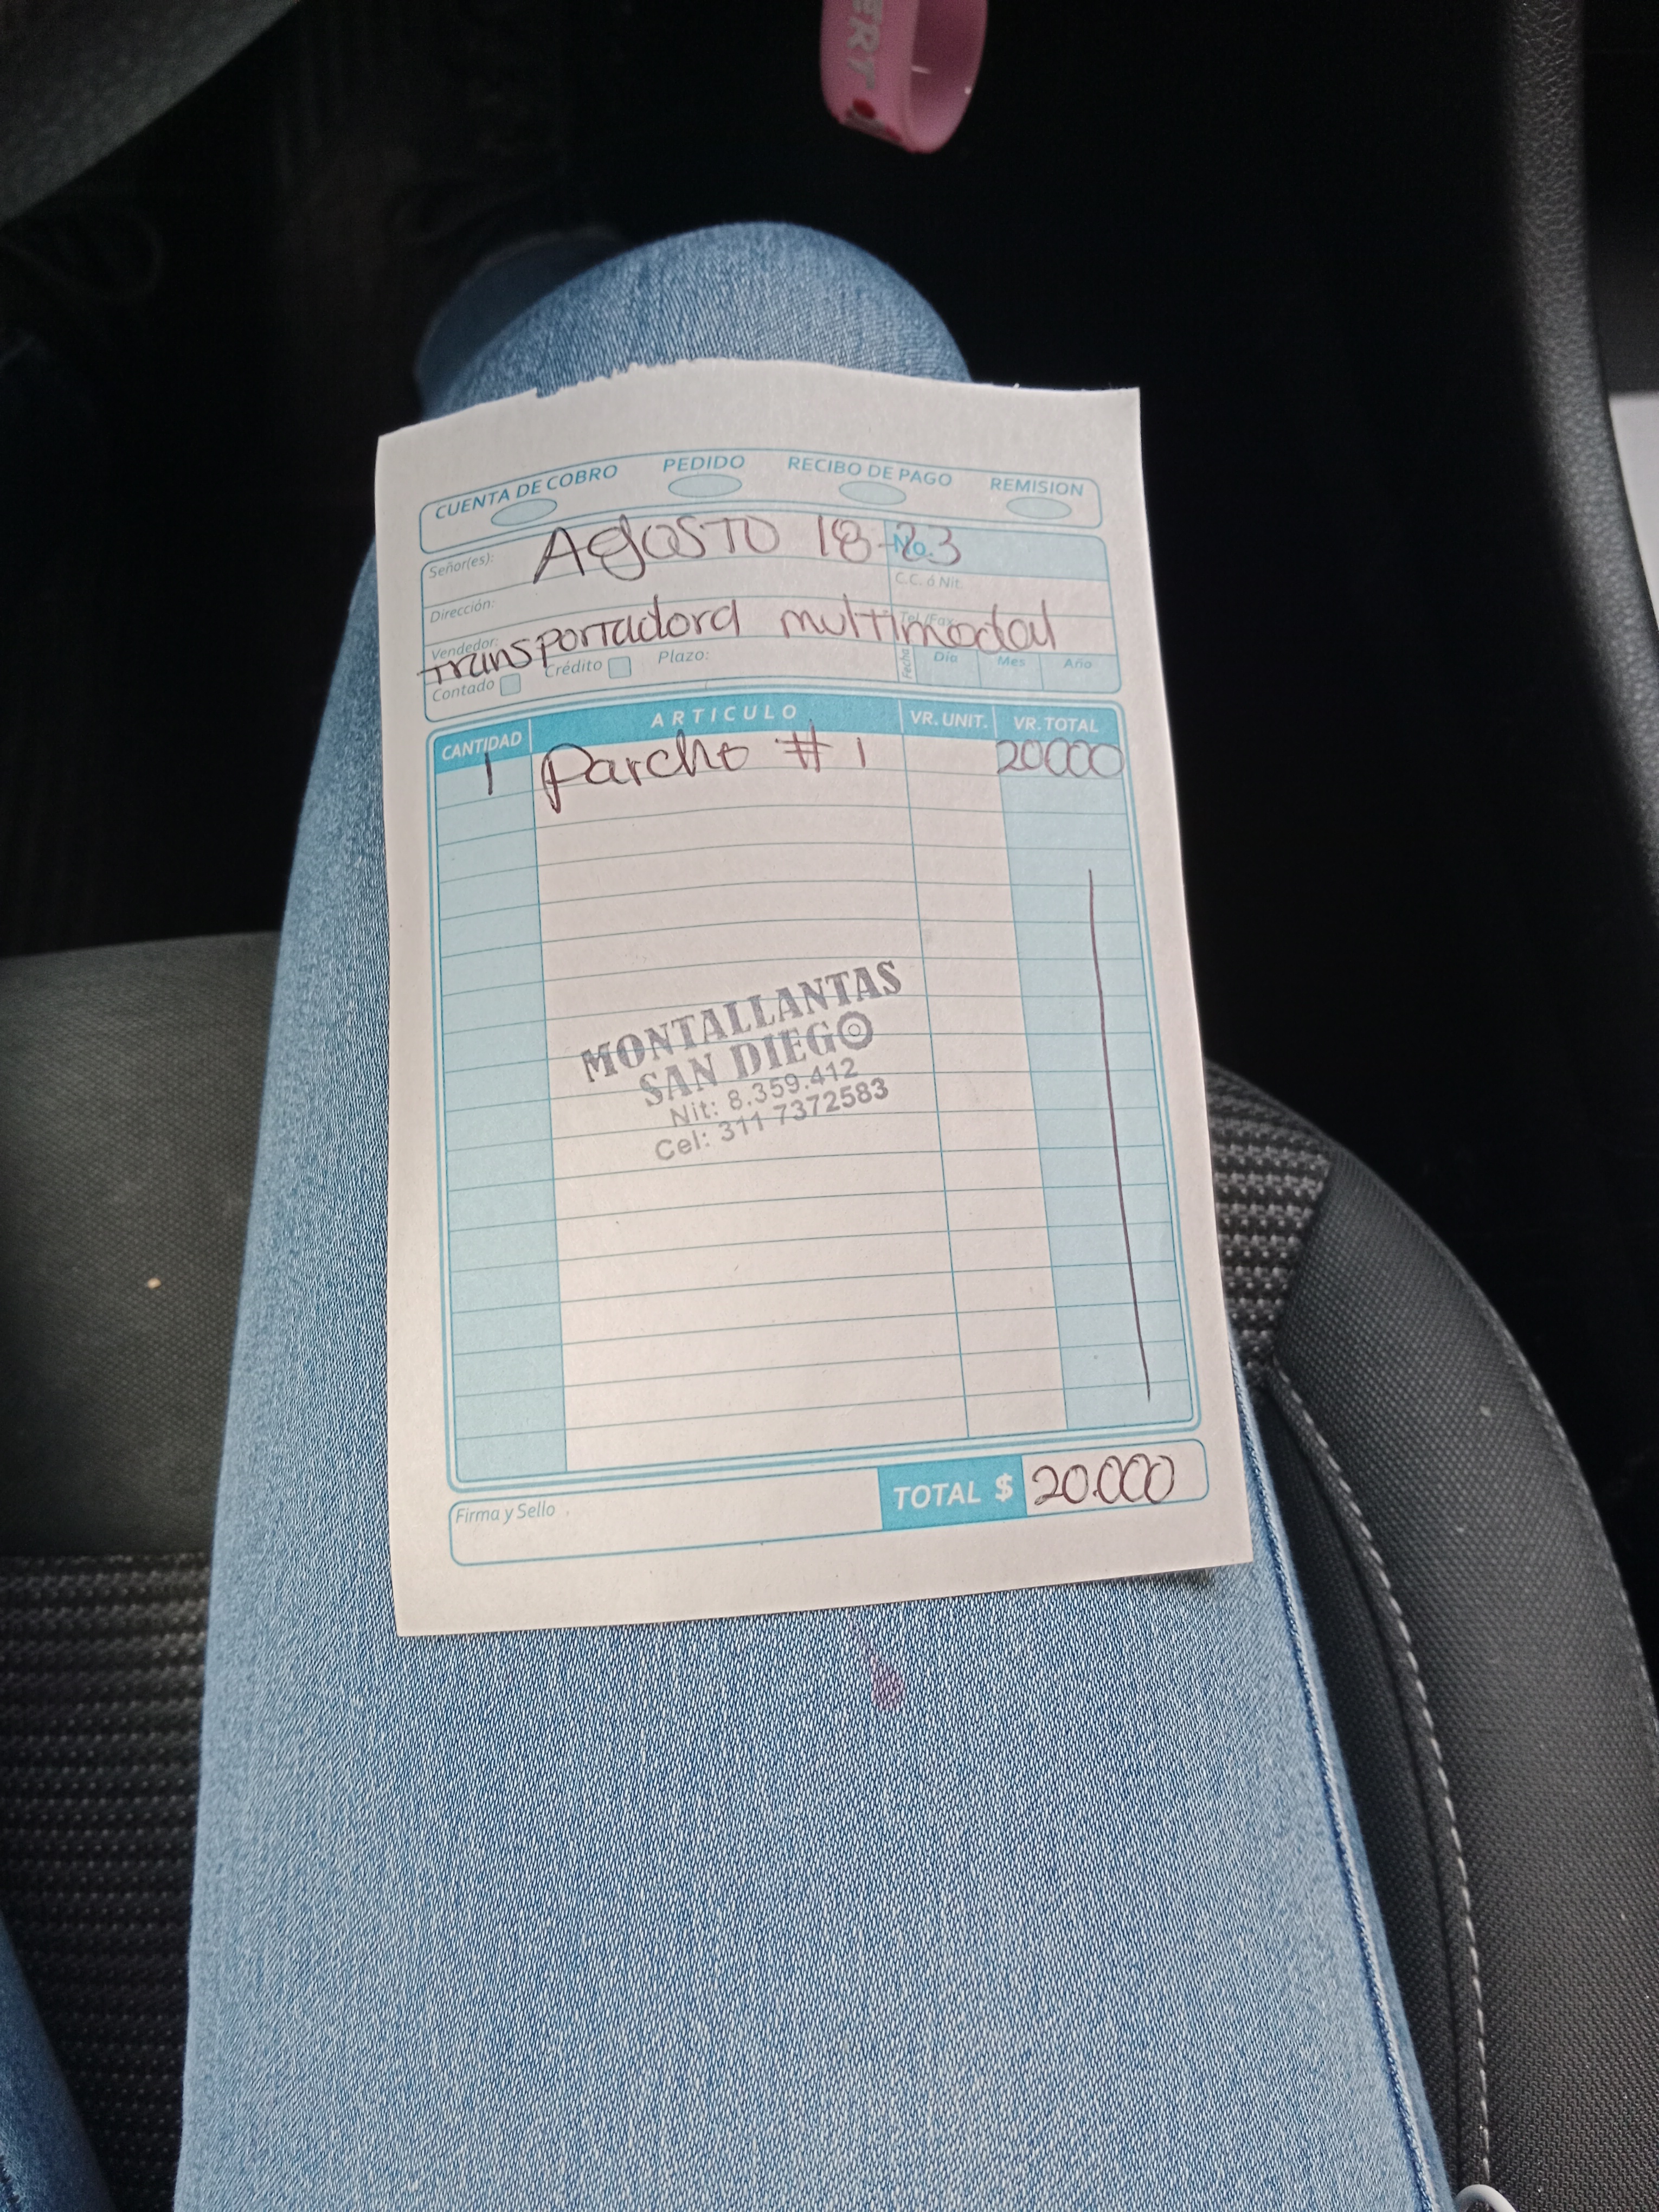 ERT
CUENTA DE COBRO PEDIDO RECIBO DE PAGO REMISION
Señor(es): Agosto 18-23 No.
C.C. ó Nit.
Dirección: Tel./Fax
Transportadora multimodal
Vendedor:
Contado Crédito Plazo: Fecha Día Mes Año
CANTIDAD ARTICULO VR. UNIT. VR. TOTAL
1 Parcho # 1 20000
MONTALLANTAS
SAN DIEGO
Nit: 8.359.412
Cel: 311 7372583
TOTAL $ 20.000
Firma y Sello